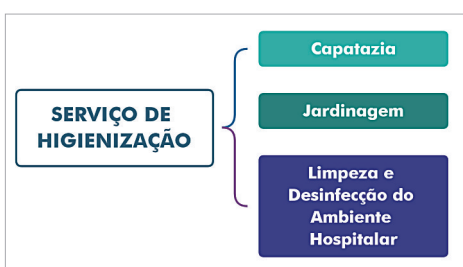 SERVIÇO DE
HIGIENIZAÇÃO
Capatazia
Jardinagem
Limpeza e
Desinfecção do
Ambiente
Hospitalar